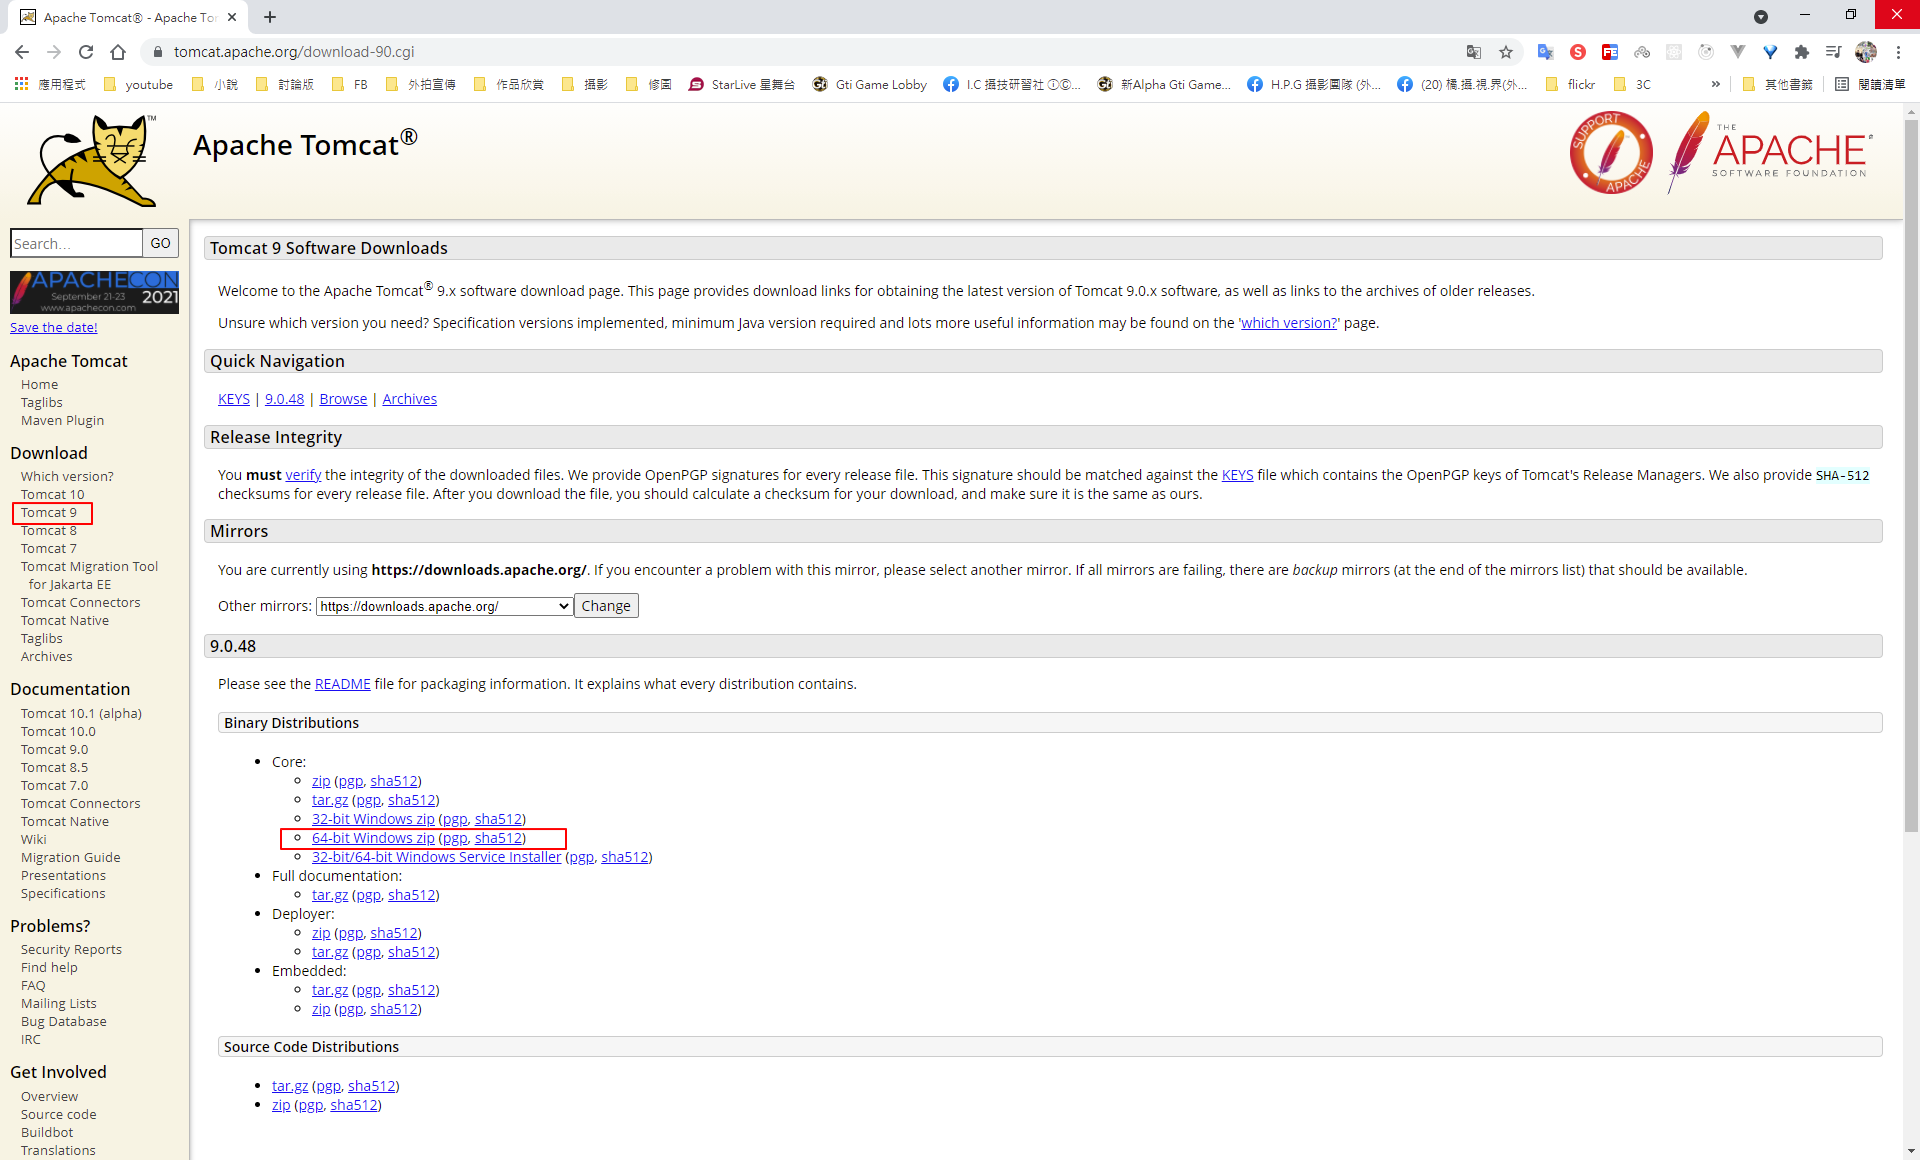 Apache Tomcat® - Apache To
tomcat.apache.org/download-90.cgi
應用程式 youtube 小說 討論版 FB 外拍宣傳 作品欣賞 攝影 修圖 StarLive 星舞台 Gti Game Lobby I.C 攝技研習社 ⓘⒸ... 新Alpha Gti Game... H.P.G 攝影團隊 (外... (20) 橘.攝.視.界(外... flickr 3C » 其他書籤 閱讀清單
TM
Apache Tomcat®
SUPPORT APACHE
THE
APACHE
SOFTWARE FOUNDATION
Search... GO
APACHECON
September 21-23 2021
www.apachecon.com
Save the date!
Apache Tomcat
Home
Taglibs
Maven Plugin
Download
Which version?
Tomcat 10
Tomcat 9
Tomcat 8
Tomcat 7
Tomcat Migration Tool
for Jakarta EE
Tomcat Connectors
Tomcat Native
Taglibs
Archives
Documentation
Tomcat 10.1 (alpha)
Tomcat 10.0
Tomcat 9.0
Tomcat 8.5
Tomcat 7.0
Tomcat Connectors
Tomcat Native
Wiki
Migration Guide
Presentations
Specifications
Problems?
Security Reports
Find help
FAQ
Mailing Lists
Bug Database
IRC
Get Involved
Overview
Source code
Buildbot
Translations
Tomcat 9 Software Downloads
Welcome to the Apache Tomcat® 9.x software download page. This page provides download links for obtaining the latest version of Tomcat 9.0.x software, as well as links to the archives of older releases.
Unsure which version you need? Specification versions implemented, minimum Java version required and lots more useful information may be found on the 'which version?' page.
Quick Navigation
KEYS | 9.0.48 | Browse | Archives
Release Integrity
You must verify the integrity of the downloaded files. We provide OpenPGP signatures for every release file. This signature should be matched against the KEYS file which contains the OpenPGP keys of Tomcat's Release Managers. We also provide SHA-512
checksums for every release file. After you download the file, you should calculate a checksum for your download, and make sure it is the same as ours.
Mirrors
You are currently using https://downloads.apache.org/. If you encounter a problem with this mirror, please select another mirror. If all mirrors are failing, there are backup mirrors (at the end of the mirrors list) that should be available.
Other mirrors: https://downloads.apache.org/ Change
9.0.48
Please see the README file for packaging information. It explains what every distribution contains.
Binary Distributions
• Core:
◦ zip (pgp, sha512)
◦ tar.gz (pgp, sha512)
◦ 32-bit Windows zip (pgp, sha512)
◦ 64-bit Windows zip (pgp, sha512)
◦ 32-bit/64-bit Windows Service Installer (pgp, sha512)
• Full documentation:
◦ tar.gz (pgp, sha512)
• Deployer:
◦ zip (pgp, sha512)
◦ tar.gz (pgp, sha512)
• Embedded:
◦ tar.gz (pgp, sha512)
◦ zip (pgp, sha512)
Source Code Distributions
• tar.gz (pgp, sha512)
• zip (pgp, sha512)